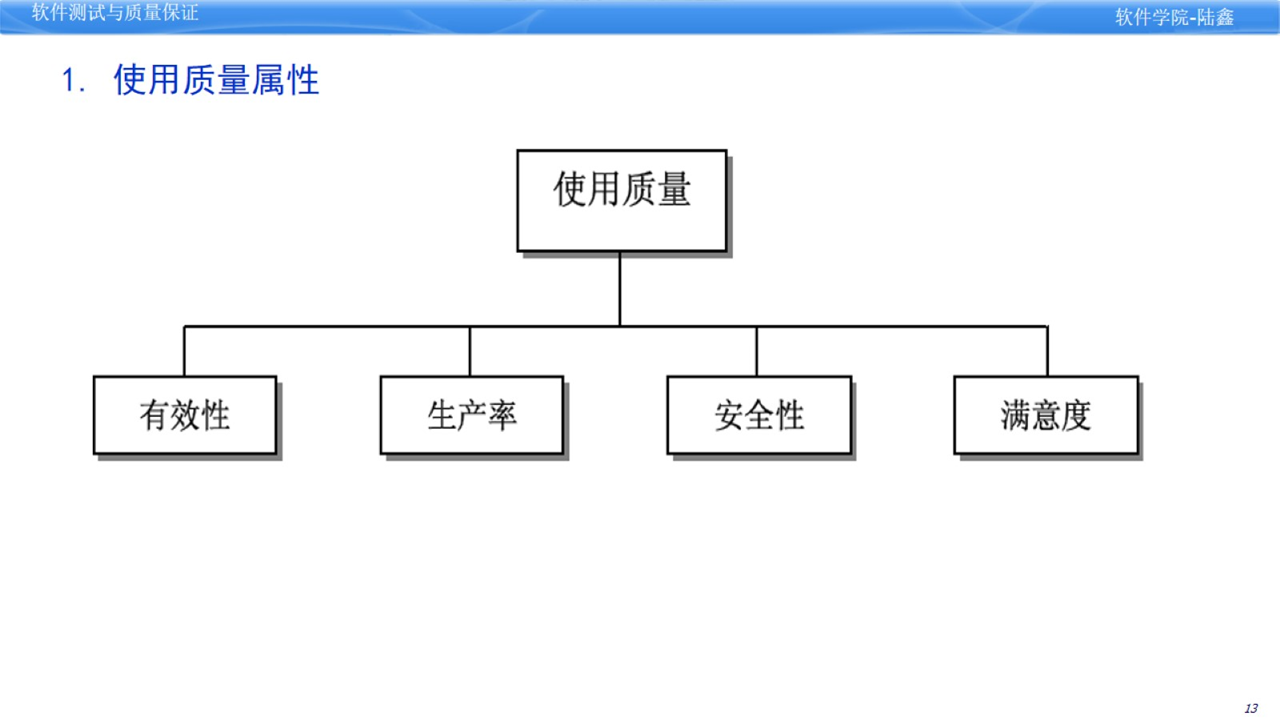 软件测试与质量保证
软件学院-陆鑫
1. 使用质量属性
使用质量
有效性
生产率
安全性
满意度
13